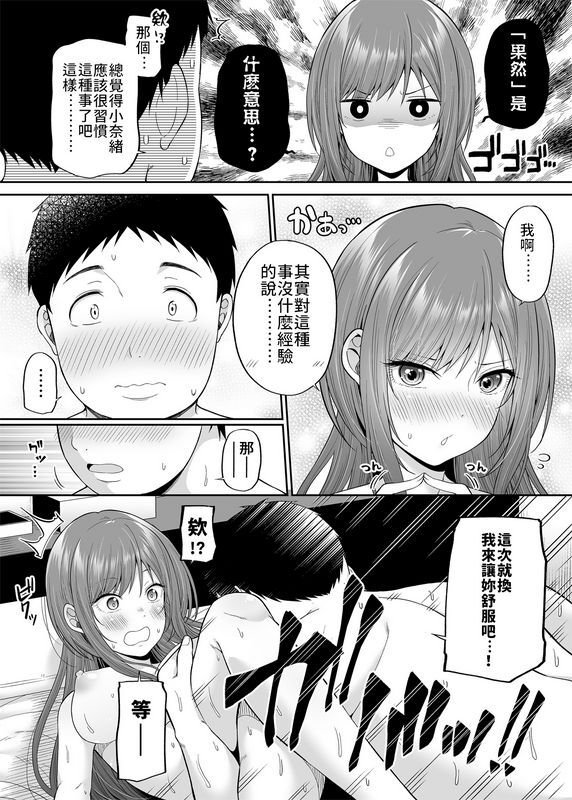 「果然」是
什麼意思…?
ゴゴゴゴ…
欸!?
那個…
總覺得小奈緒
應該很習慣
這種事了吧
這樣…………
我啊……
かぁっ…
其實對這種
事沒什麼經驗
的說…………
つん
つん
……
那
──
グッ…
這次就換
我來讓妳舒服吧…!
欸!?
ガバッ
等
──